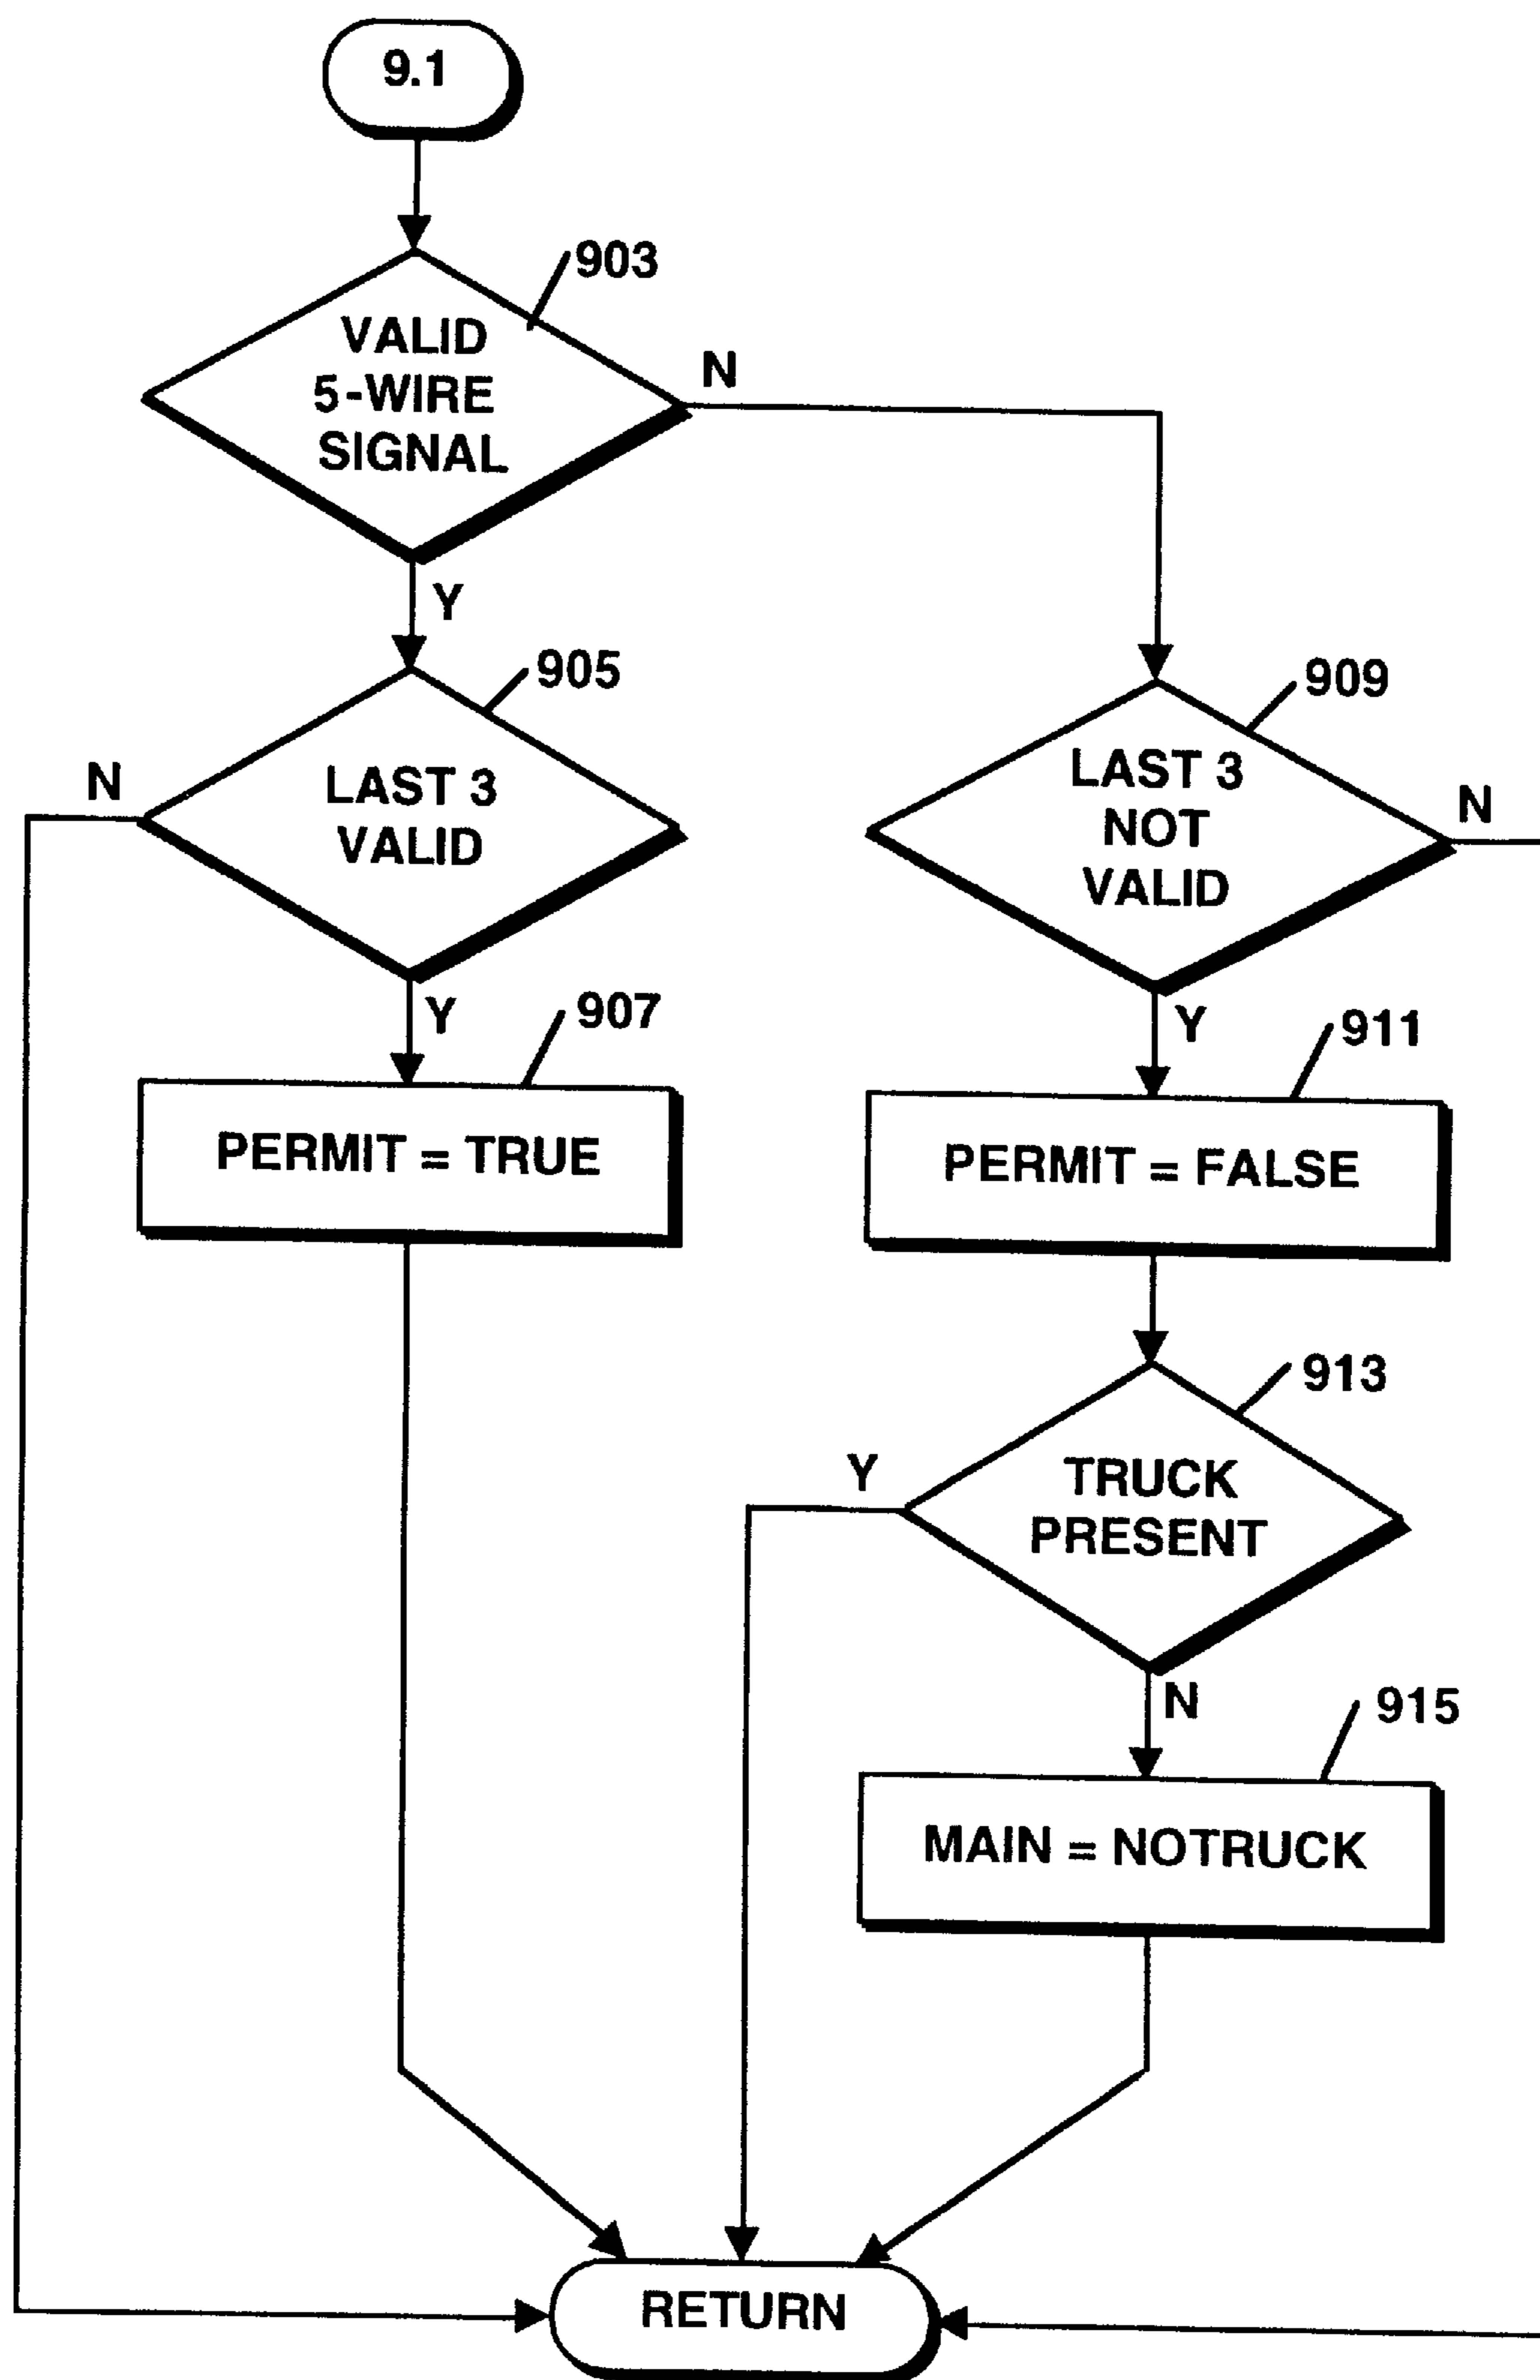 9.1
903
VALID
5-WIRE
SIGNAL
N
Y
905
909
N
LAST 3
VALID
LAST 3
NOT
VALID
N
Y
907
Y
911
PERMIT = TRUE
PERMIT = FALSE
913
Y
TRUCK
PRESENT
N
915
MAIN = NOTRUCK
RETURN